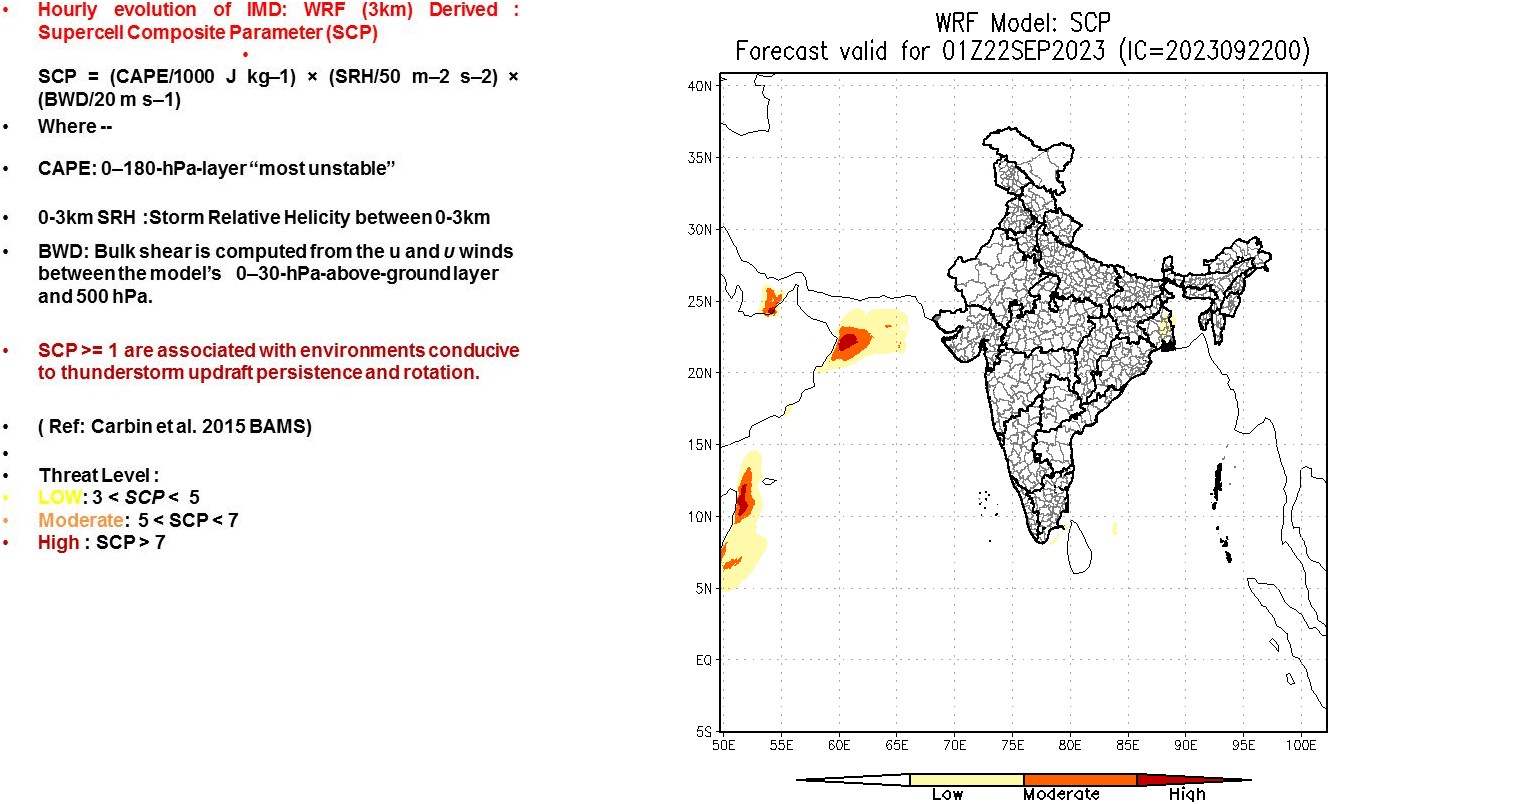 • Hourly evolution of IMD: WRF (3km) Derived :
Supercell Composite Parameter (SCP)
•
SCP = (CAPE/1000 J kg–1) × (SRH/50 m–2 s–2) ×
(BWD/20 m s–1)
• Where --
• CAPE: 0–180-hPa-layer “most unstable”
• 0-3km SRH :Storm Relative Helicity between 0-3km
• BWD: Bulk shear is computed from the u and υ winds
between the model’s 0–30-hPa-above-ground layer
and 500 hPa.
• SCP >= 1 are associated with environments conducive
to thunderstorm updraft persistence and rotation.
• ( Ref: Carbin et al. 2015 BAMS)
•
• Threat Level :
• LOW: 3 < SCP < 5
• Moderate: 5 < SCP < 7
• High : SCP > 7
WRF Model: SCP
Forecast valid for 01Z22SEP2023 (IC=2023092200)
40N
35N
30N
25N
20N
15N
10N
5N
EQ
5S
50E 55E 60E 65E 70E 75E 80E 85E 90E 95E 100E
Low Moderate High